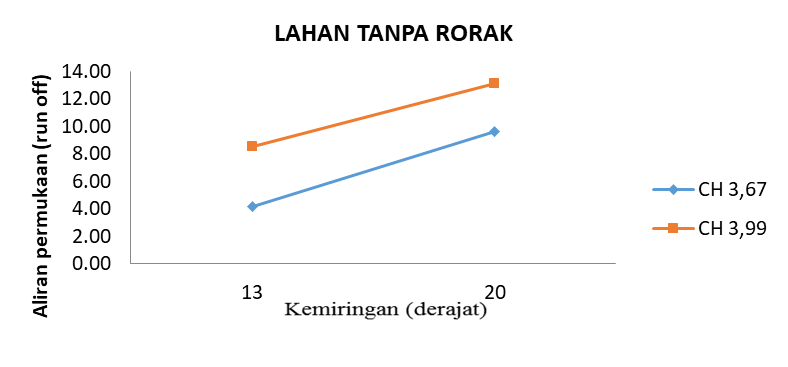 LAHAN TANPA RORAK
Aliran permukaan (run off)
14.00
12.00
10.00
8.00
6.00
4.00
2.00
0.00
13
20
Kemiringan (derajat)
CH 3,67
CH 3,99